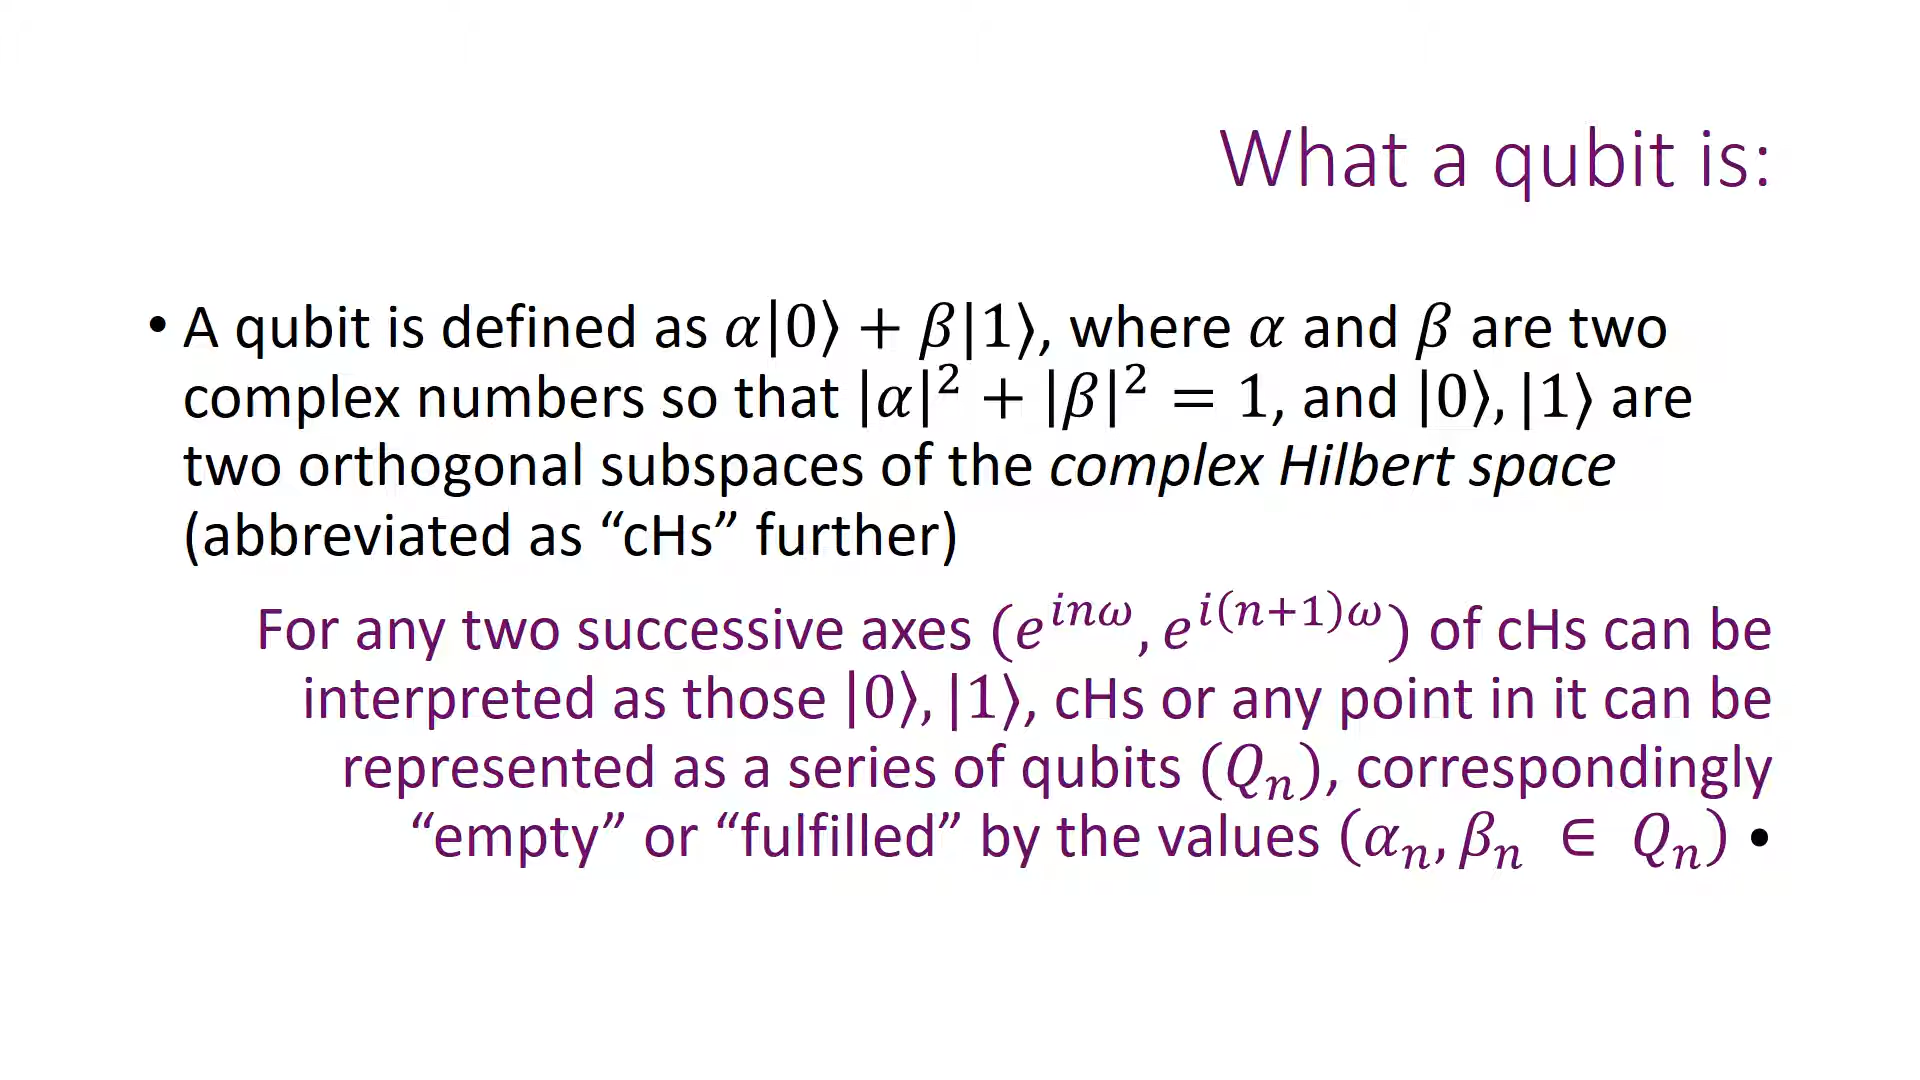 What a qubit is:
• A qubit is defined as 𝛼|0⟩ + 𝛽|1⟩, where 𝛼 and 𝛽 are two
complex numbers so that |𝛼|² + |𝛽|² = 1, and |0⟩, |1⟩ are
two orthogonal subspaces of the complex Hilbert space
(abbreviated as “cHs” further)
For any two successive axes (𝑒^{𝑖𝑛𝜔}, 𝑒^{𝑖(𝑛+1)𝜔}) of cHs can be
interpreted as those |0⟩, |1⟩, cHs or any point in it can be
represented as a series of qubits (𝑄ₙ), correspondingly
“empty” or “fulfilled” by the values (𝛼ₙ, 𝛽ₙ ∈ 𝑄ₙ) •